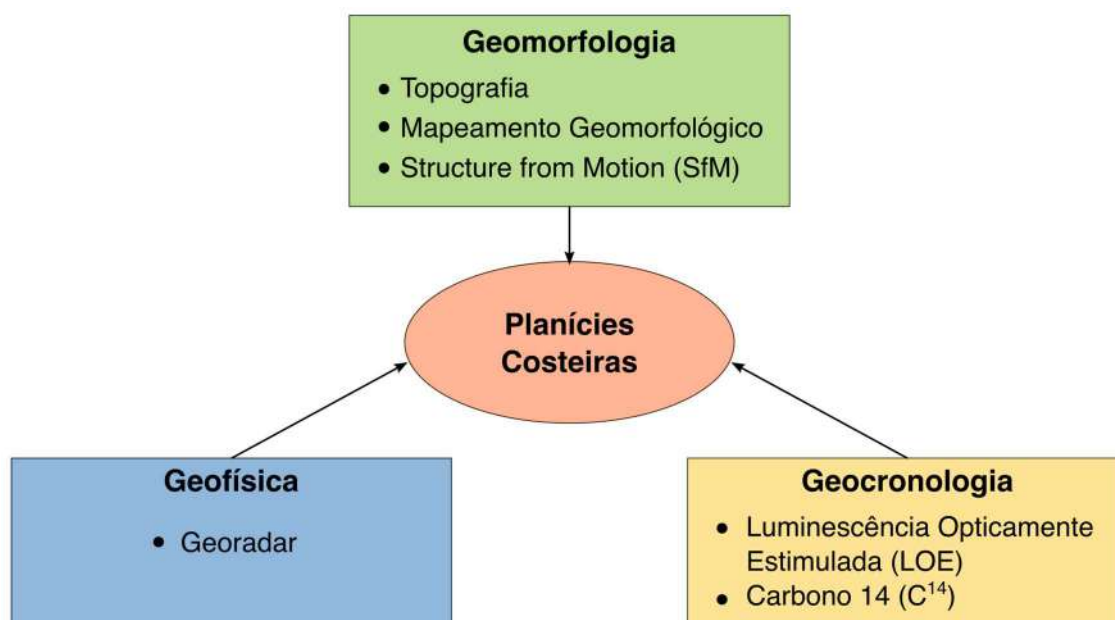 Geomorfologia
• Topografia
• Mapeamento Geomorfológico
• Structure from Motion (SfM)
Planícies
Costeiras
Geofísica
• Georadar
Geocronologia
• Luminescência Opticamente
Estimulada (LOE)
• Carbono 14 (C¹⁴)